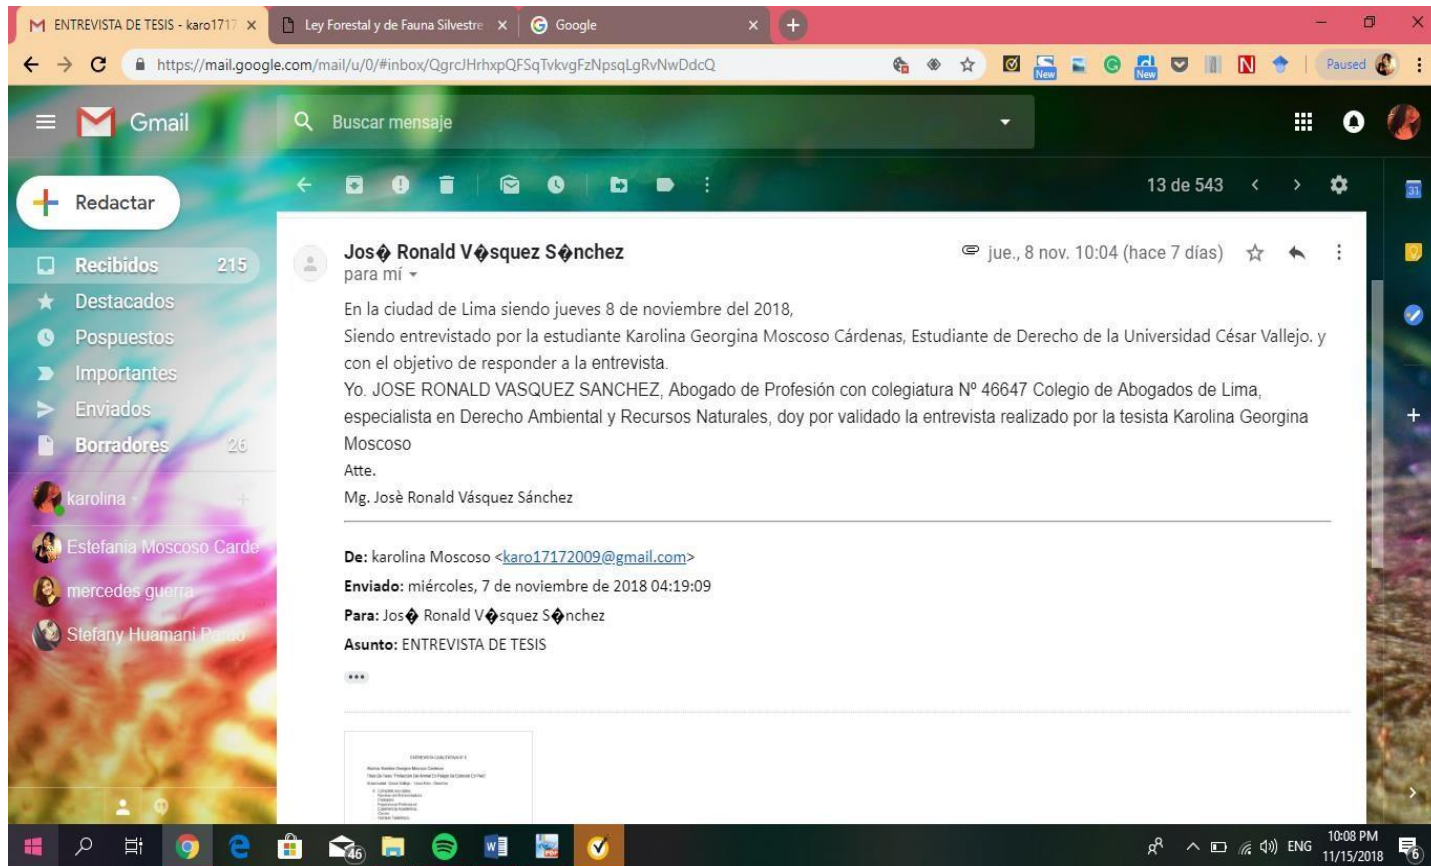 ENTREVISTA DE TESIS - karo1717
Ley Forestal y de Fauna Silvestre
Google
https://mail.google.com/mail/u/0/#inbox/QgrcJHrhxpQFSqTvkvgFzNpsqLgRvNwDdcQ
New
New
Paused
Gmail
Buscar mensaje
Redactar
13 de 543
31
Recibidos 215
Destacados
Pospuestos
Importantes
Enviados
Borradores 26
karolina
Estefania Moscoso Carde
mercedes guerra
Stefany Huamani Pardo
Jos� Ronald V�squez S�nchez
jue., 8 nov. 10:04 (hace 7 días)
para mí
En la ciudad de Lima siendo jueves 8 de noviembre del 2018,
Siendo entrevistado por la estudiante Karolina Georgina Moscoso Cárdenas, Estudiante de Derecho de la Universidad César Vallejo. y
con el objetivo de responder a la entrevista.
Yo. JOSE RONALD VASQUEZ SANCHEZ, Abogado de Profesión con colegiatura Nº 46647 Colegio de Abogados de Lima,
especialista en Derecho Ambiental y Recursos Naturales, doy por validado la entrevista realizado por la tesista Karolina Georgina
Moscoso
Atte.
Mg. Josè Ronald Vásquez Sánchez
De: karolina Moscoso <karo17172009@gmail.com>
Enviado: miércoles, 7 de noviembre de 2018 04:19:09
Para: Jos� Ronald V�squez S�nchez
Asunto: ENTREVISTA DE TESIS
46
ENG
10:08 PM
11/15/2018
6